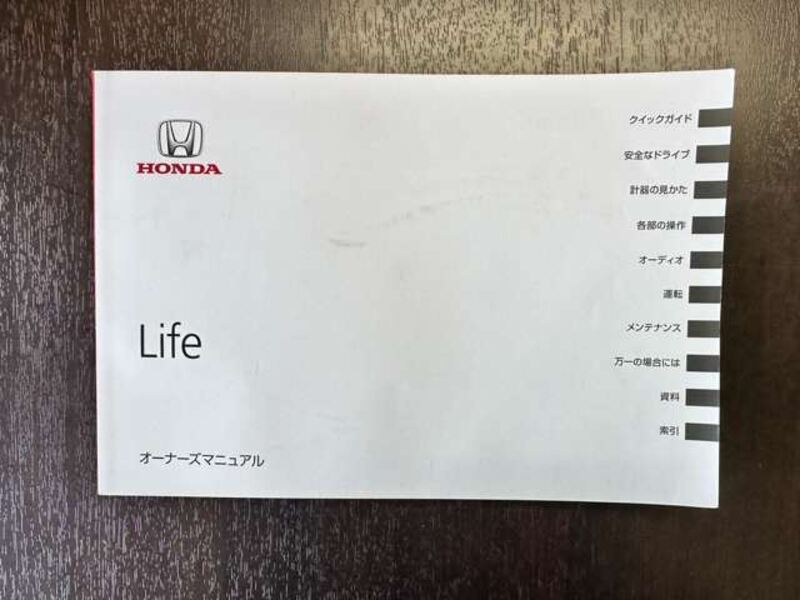 HONDA
Life
オーナーズマニュアル
クイックガイド
安全なドライブ
計器の見かた
各部の操作
オーディオ
運転
メンテナンス
万一の場合には
資料
索引